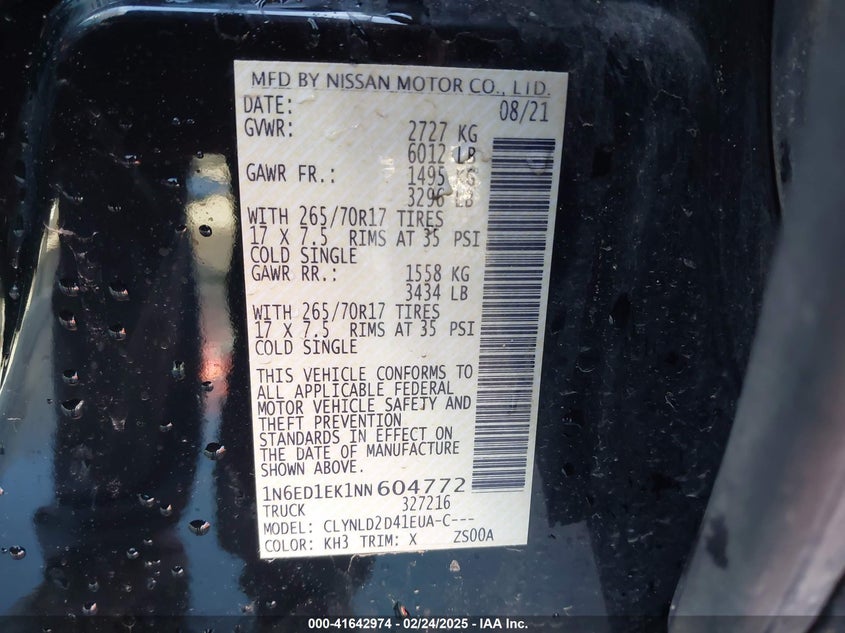 MFD BY NISSAN MOTOR CO., LTD.
DATE: 08/21
GVWR: 2727 KG
6012 LB
GAWR FR.: 1495 KG
3296 LB
WITH 265/70R17 TIRES
17 X 7.5 RIMS AT 35 PSI
COLD SINGLE
GAWR RR.: 1558 KG
3434 LB
WITH 265/70R17 TIRES
17 X 7.5 RIMS AT 35 PSI
COLD SINGLE
THIS VEHICLE CONFORMS TO
ALL APPLICABLE FEDERAL
MOTOR VEHICLE SAFETY AND
THEFT PREVENTION
STANDARDS IN EFFECT ON
THE DATE OF MANUFACTURE
SHOWN ABOVE.
1N6ED1EK1NN604772
TRUCK 327216
MODEL: CLYNLD2D41EUA-C---
COLOR: KH3 TRIM: X ZS00A
000-41642974 - 02/24/2025 - IAA Inc.